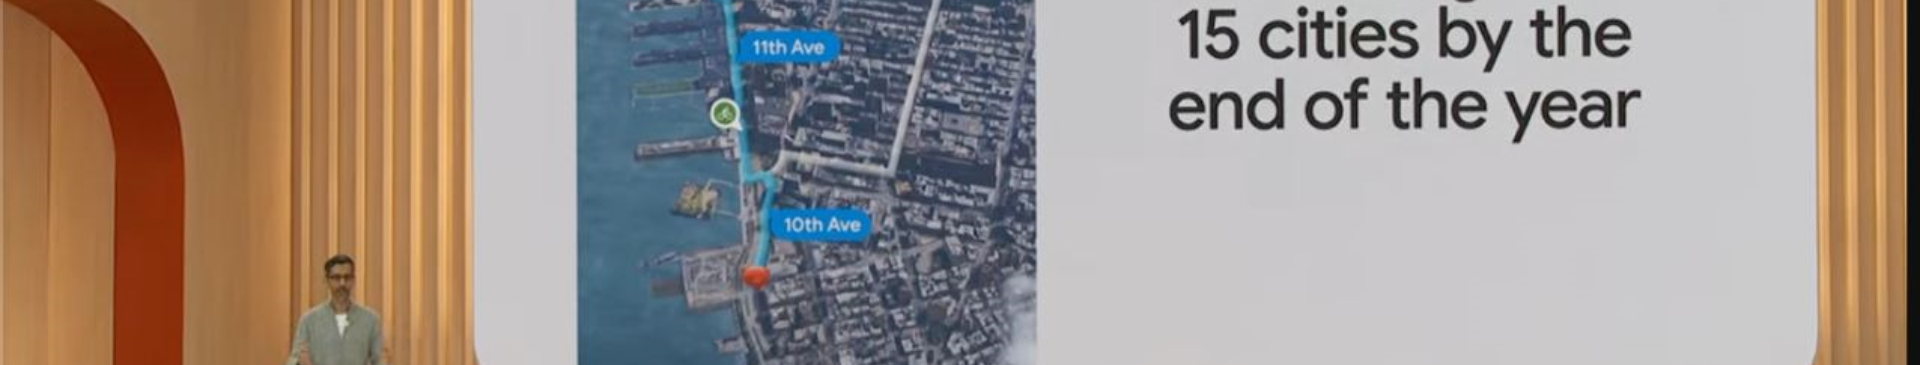 11th Ave
10th Ave
15 cities by the
end of the year